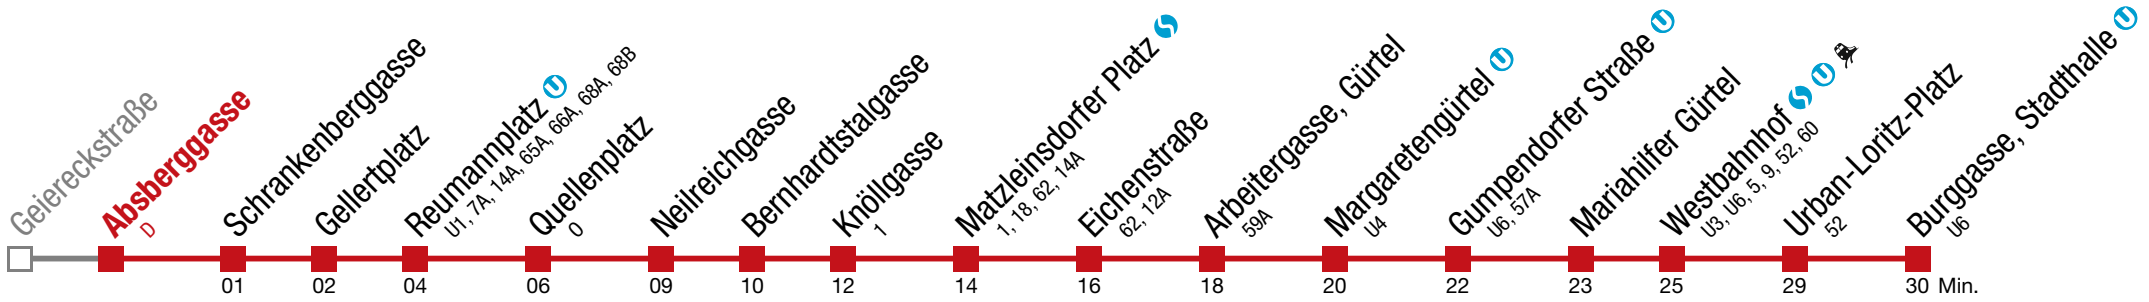 Geiereckstraße
Absberggasse
D
Schrankenberggasse
Gellertplatz
Reumannplatz U
U1, 7A, 14A, 65A, 66A, 68A, 68B
Quellenplatz
O
Neilreichgasse
Bernhardtstalgasse
Knöllgasse
1
Matzleinsdorfer Platz S
1, 18, 62, 14A
Eichenstraße
62, 12A
Arbeitergasse, Gürtel
59A
Margaretengürtel U
U4
Gumpendorfer Straße U
U6, 57A
Mariahilfer Gürtel
Westbahnhof S U
U3, U6, 5, 9, 52, 60
Urban-Loritz-Platz
52
Burggasse, Stadthalle U
U6
01 02 04 06 09 10 12 14 16 18 20 22 23 25 29 30 Min.